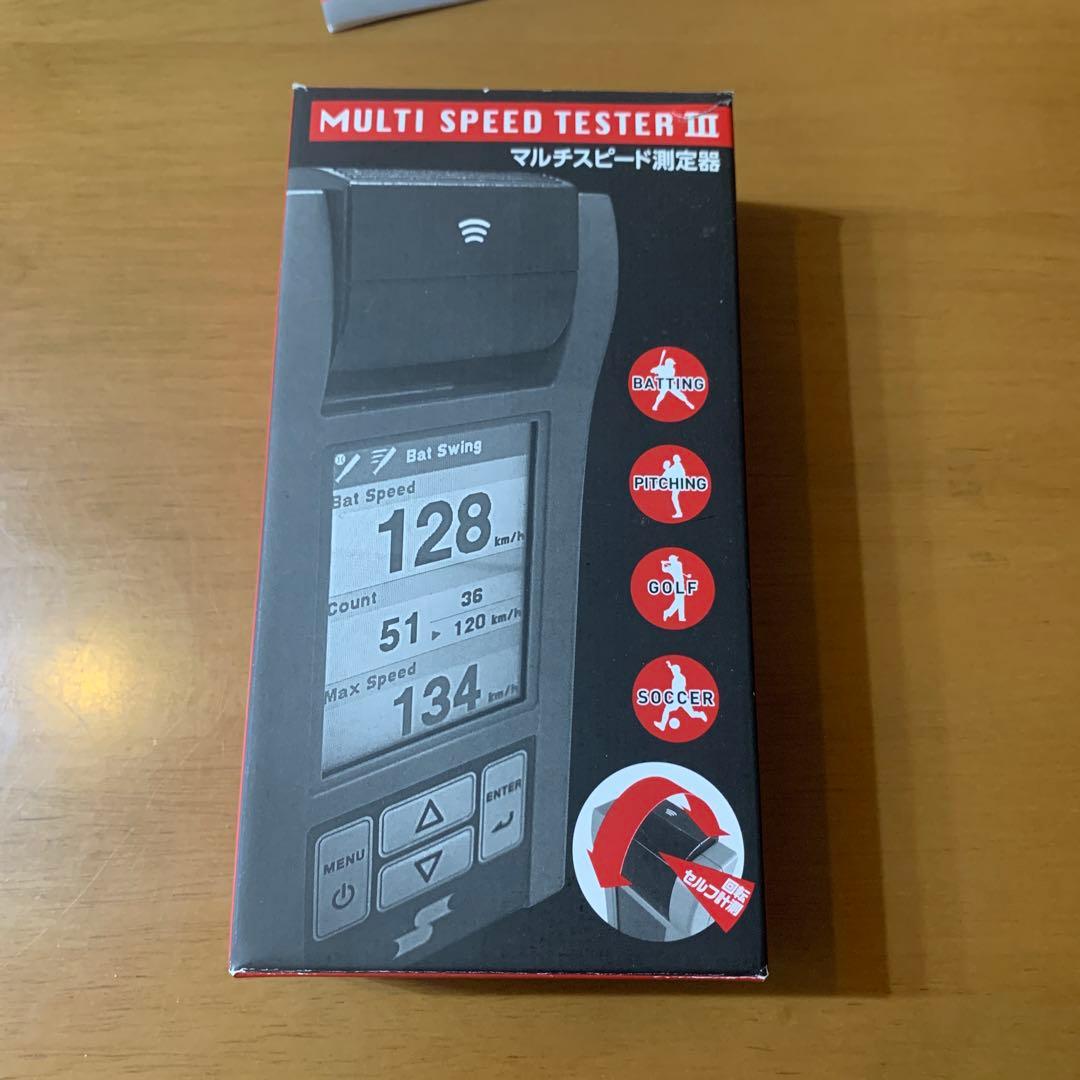 MULTI SPEED TESTER III
マルチスピード測定器
Bat Swing
Bat Speed
128 km/h
Count
36
51 ▶ 120 km/h
Max Speed
134 km/h
MENU
ENTER
BATTING
PITCHING
GOLF
SOCCER
回転
セルフ計測